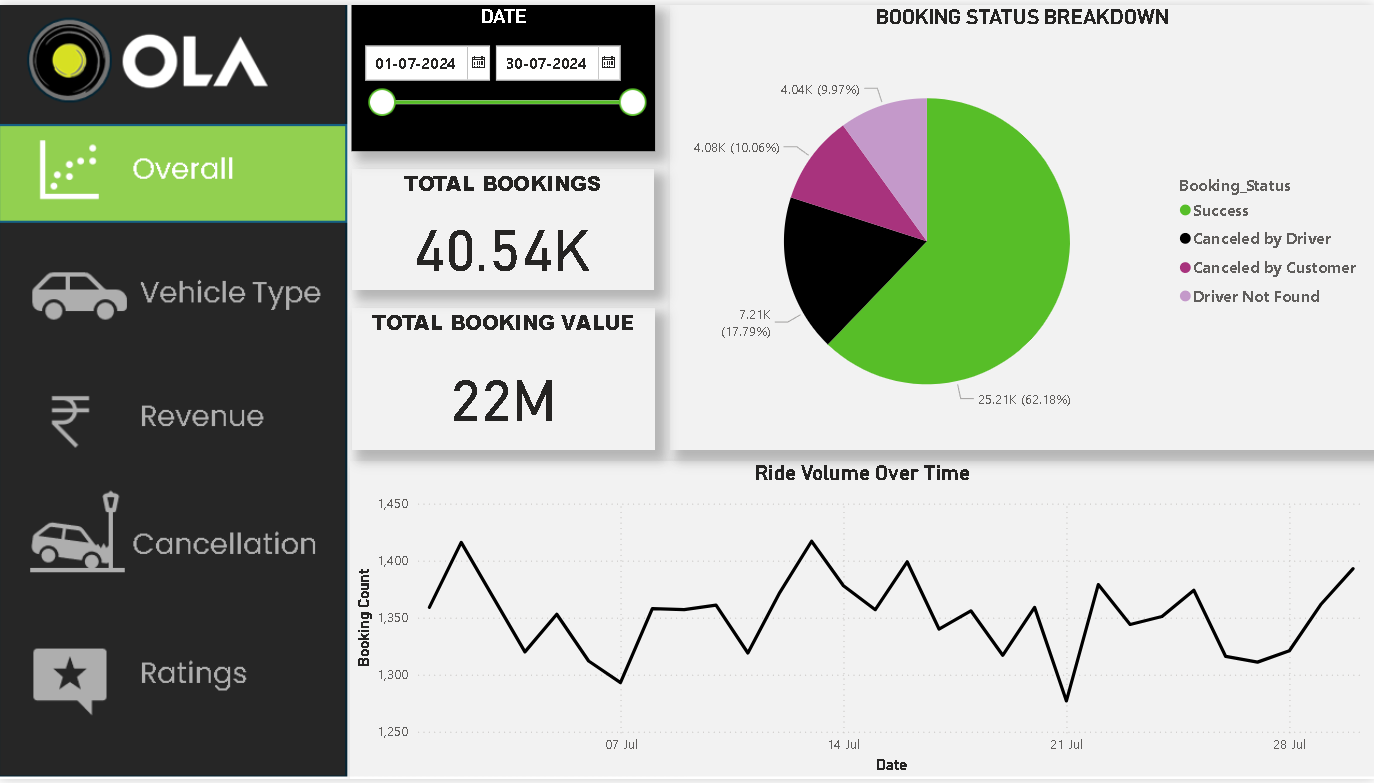 OLA
Overall
Vehicle Type
Revenue
Cancellation
Ratings
DATE
01-07-2024
30-07-2024
TOTAL BOOKINGS
40.54K
TOTAL BOOKING VALUE
22M
BOOKING STATUS BREAKDOWN
4.04K (9.97%)
4.08K (10.06%)
7.21K
(17.79%)
25.21K (62.18%)
Booking_Status
Success
Canceled by Driver
Canceled by Customer
Driver Not Found
Ride Volume Over Time
Booking Count
1,450
1,400
1,350
1,300
1,250
07 Jul
14 Jul
21 Jul
28 Jul
Date